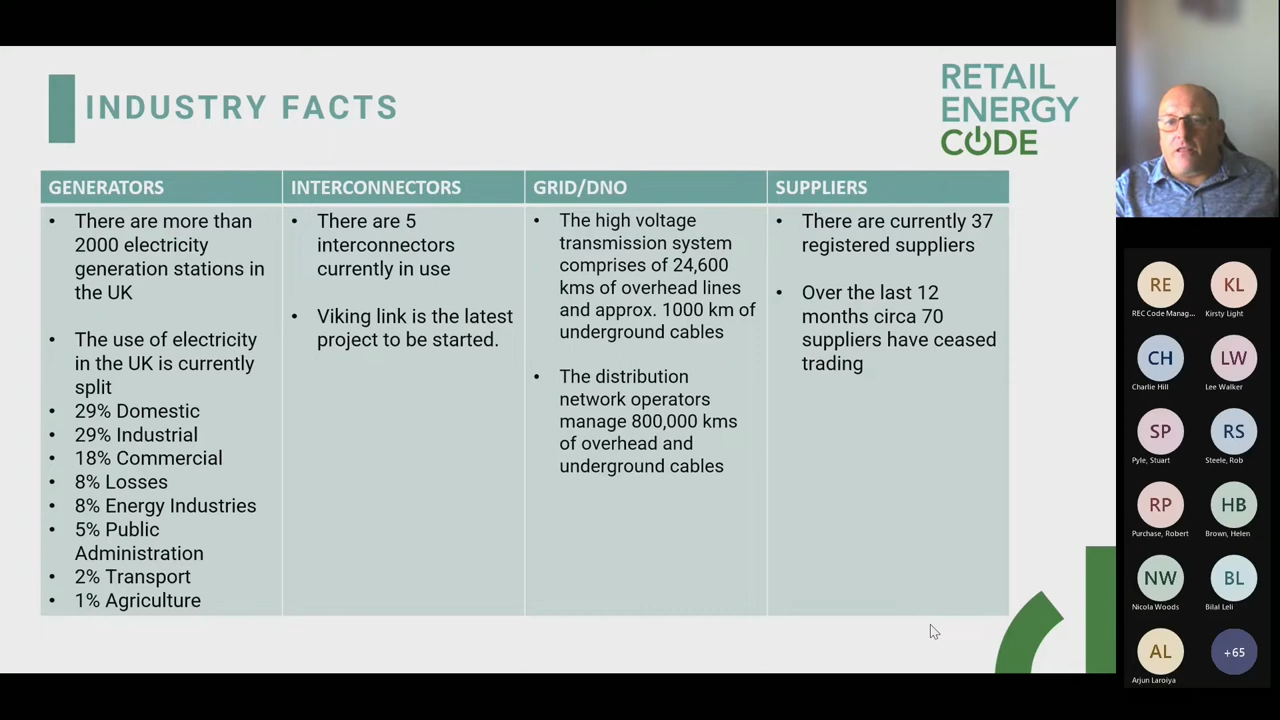 INDUSTRY FACTS
RETAIL
ENERGY
CODE
GENERATORS
• There are more than
2000 electricity
generation stations in
the UK
• The use of electricity
in the UK is currently
split
• 29% Domestic
• 29% Industrial
• 18% Commercial
• 8% Losses
• 8% Energy Industries
• 5% Public
Administration
• 2% Transport
• 1% Agriculture
INTERCONNECTORS
• There are 5
interconnectors
currently in use
• Viking link is the latest
project to be started.
GRID/DNO
• The high voltage
transmission system
comprises of 24,600
kms of overhead lines
and approx. 1000 km of
underground cables
• The distribution
network operators
manage 800,000 kms
of overhead and
underground cables
SUPPLIERS
• There are currently 37
registered suppliers
• Over the last 12
months circa 70
suppliers have ceased
trading
RE
REC Code Manag...
KL
Kirsty Light
CH
Charlie Hill
LW
Lee Walker
SP
Pyle, Stuart
RS
Steele, Rob
RP
Purchase, Robert
HB
Brown, Helen
NW
Nicola Woods
BL
Bilal Leli
AL
Arjun Laroiya
+65